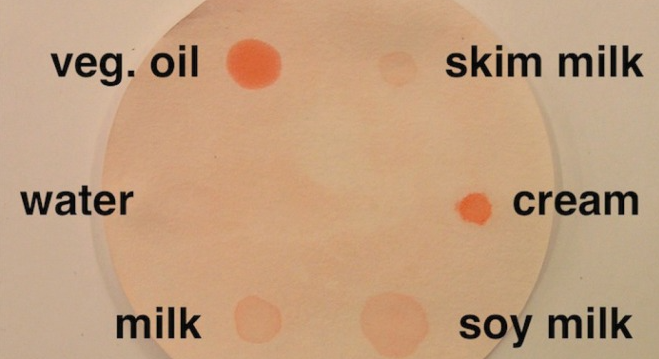 veg. oil
skim milk
water
cream
milk
soy milk